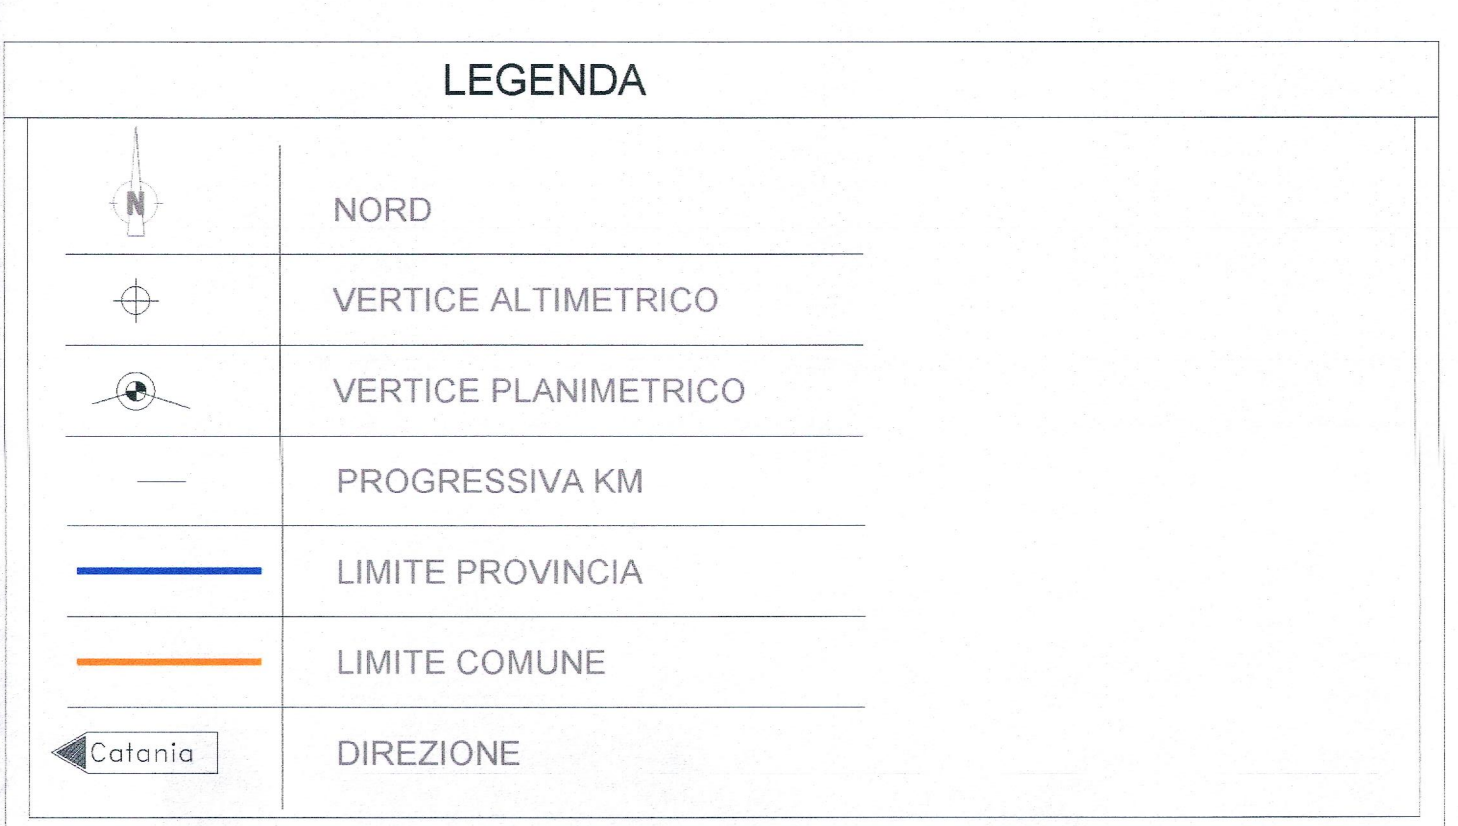 LEGENDA
N
NORD
VERTICE ALTIMETRICO
VERTICE PLANIMETRICO
PROGRESSIVA KM
LIMITE PROVINCIA
LIMITE COMUNE
Catania
DIREZIONE